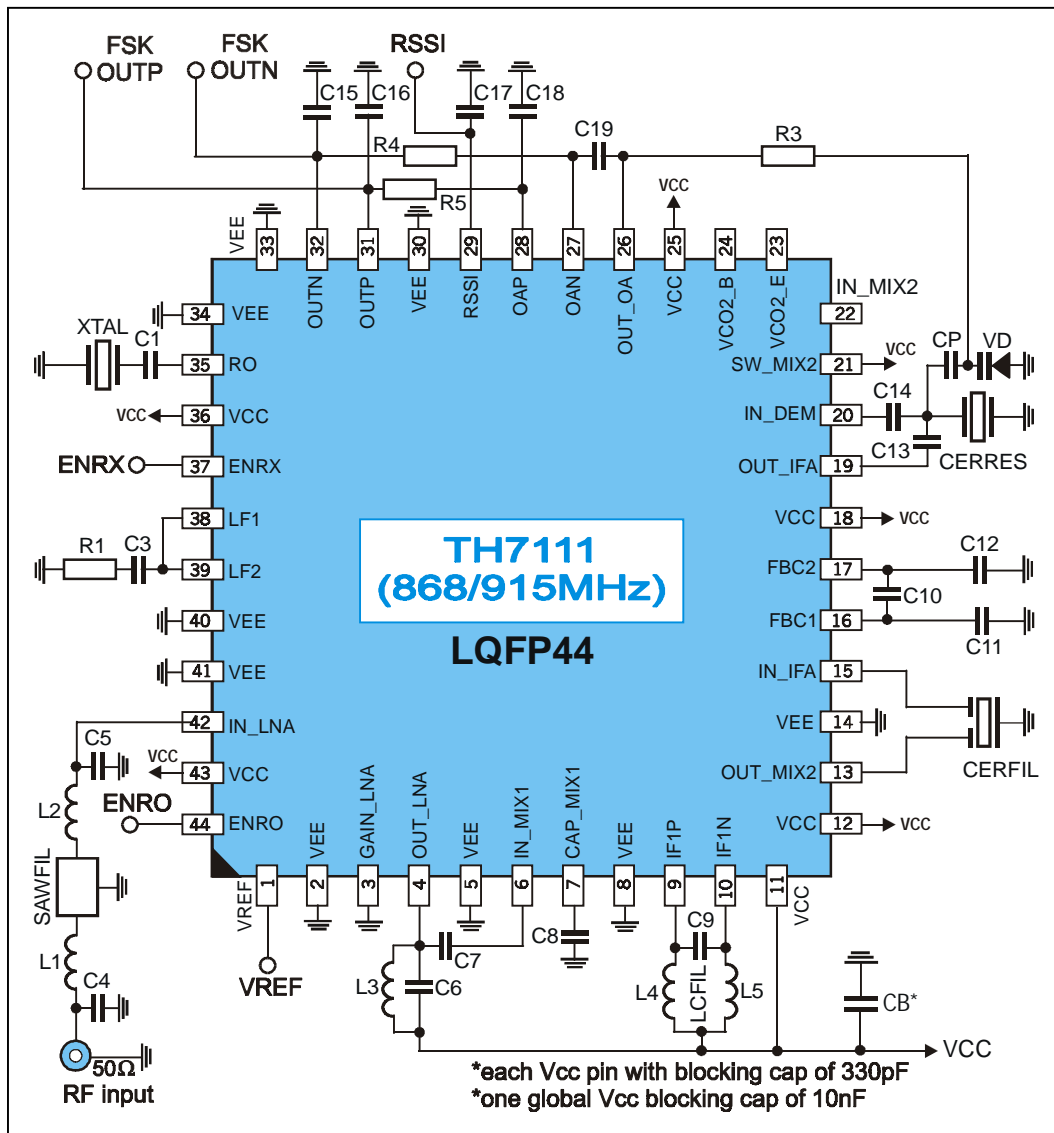 FSK
OUTP
FSK
OUTN
RSSI
C15
C16
C17
C18
R4
C19
R3
R5
VCC
VEE
33
32
31
30
29
28
27
26
25
24
23
OUTN
OUTP
VEE
RSSI
OAP
OAN
OUT_OA
VCC
VCO2_B
VCO2_E
IN_MIX2
22
34
VEE
XTAL
C1
35
RO
VCC
36
VCC
ENRX
37
ENRX
38
LF1
R1
C3
39
LF2
40
VEE
41
VEE
42
IN_LNA
C5
VCC
43
VCC
L2
ENRO
44
ENRO
SAWFIL
L1
C4
50Ω
RF input
TH7111
(868/915MHz)
LQFP44
SW_MIX2
21
VCC
CP
VD
IN_DEM
20
C14
C13
OUT_IFA
19
CERRES
VCC
18
VCC
FBC2
17
C12
C10
FBC1
16
C11
IN_IFA
15
VEE
14
OUT_MIX2
13
CERFIL
VCC
12
VCC
VEE
GAIN_LNA
OUT_LNA
VEE
IN_MIX1
CAP_MIX1
VEE
IF1P
IF1N
VREF
1
2
3
4
5
6
7
8
9
10
11
VCC
VREF
L3
C6
C7
C8
C9
L4
LCFIL
L5
CB*
VCC
*each Vcc pin with blocking cap of 330pF
*one global Vcc blocking cap of 10nF